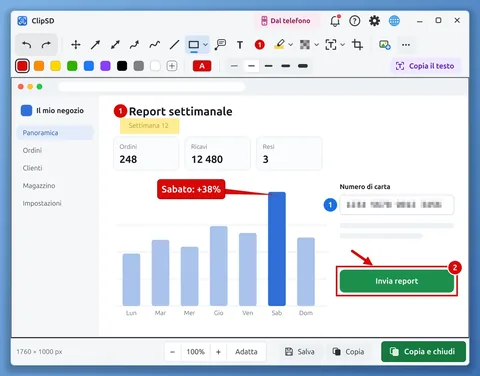 ClipSD
Dal telefono
T
1
A
Copia il testo
Il mio negozio
Panoramica
Ordini
Clienti
Magazzino
Impostazioni
1 Report settimanale
Settimana 12
Ordini
248
Ricavi
12 480
Resi
3
Sabato: +38%
Lun
Mar
Mer
Gio
Ven
Sab
Dom
Numero di carta
1
2
Invia report
1760 × 1000 px
− 100% +
Adatta
Salva
Copia
Copia e chiudi